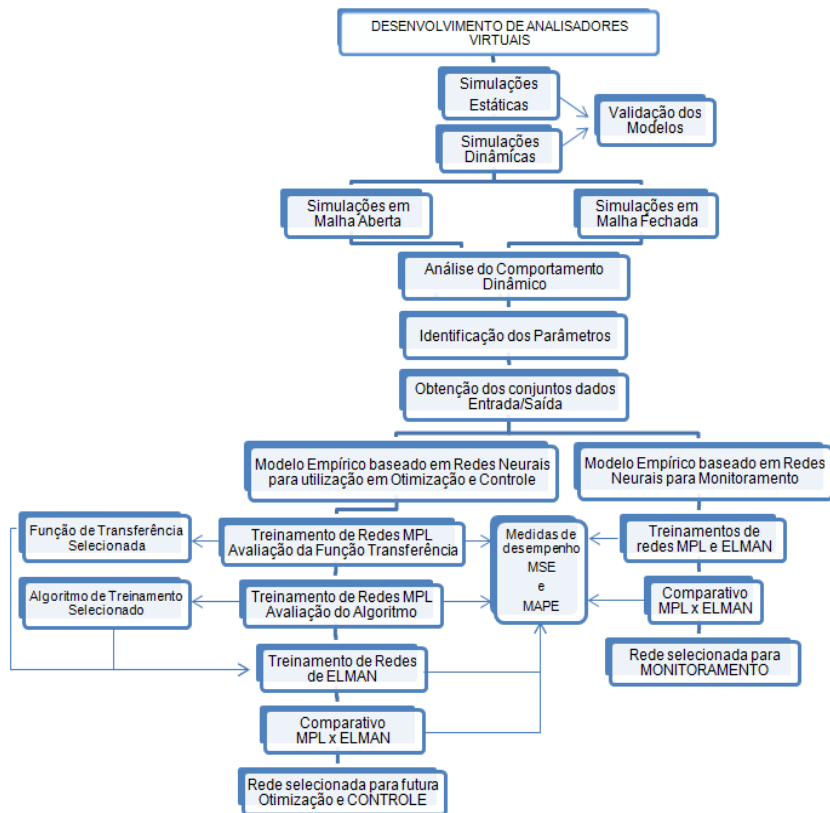 DESENVOLVIMENTO DE ANALISADORES
VIRTUAIS
Simulações
Estáticas
Validação dos
Modelos
Simulações
Dinâmicas
Simulações em
Malha Aberta
Simulações em
Malha Fechada
Análise do Comportamento
Dinâmico
Identificação dos Parâmetros
Obtenção dos conjuntos dados
Entrada/Saída
Modelo Empírico baseado em Redes Neurais
para utilização em Otimização e Controle
Modelo Empírico baseado em Redes
Neurais para Monitoramento
Função de Transferência
Selecionada
Treinamento de Redes MPL
Avaliação da Função Transferência
Medidas de
desempenho
MSE
e
MAPE
Treinamentos de
redes MPL e ELMAN
Algoritmo de Treinamento
Selecionado
Treinamento de Redes MPL
Avaliação do Algoritmo
Comparativo
MPL x ELMAN
Treinamento de Redes
de ELMAN
Rede selecionada para
MONITORAMENTO
Comparativo
MPL x ELMAN
Rede selecionada para futura
Otimização e CONTROLE